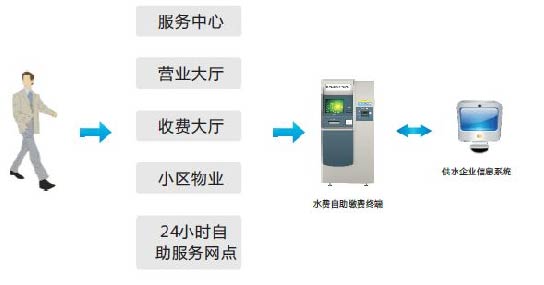 服务中心
营业大厅
收费大厅
小区物业
24小时自
助服务网点
水费自助缴费终端
供水企业信息系统